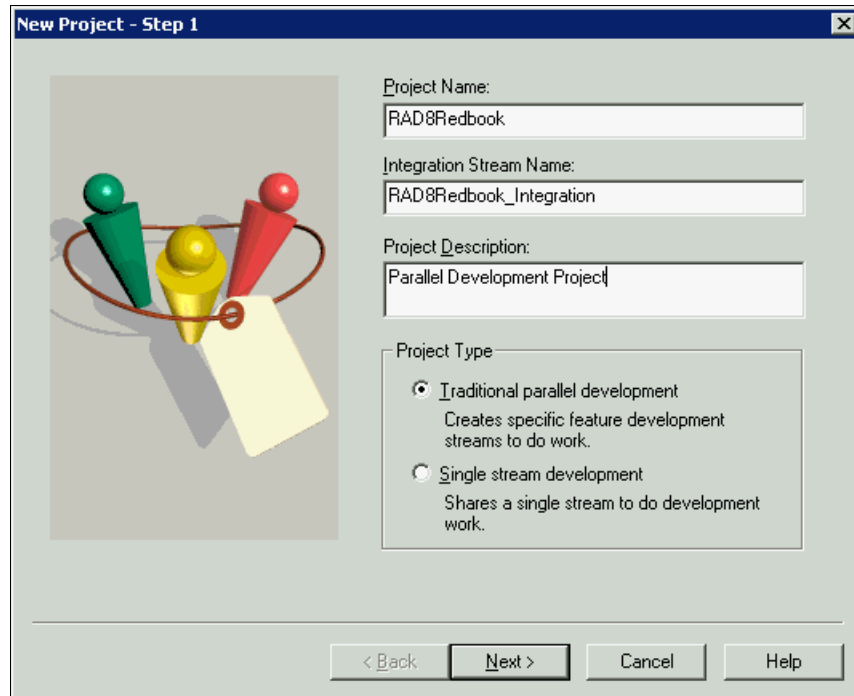 New Project - Step 1
Project Name:
RAD8Redbook
Integration Stream Name:
RAD8Redbook_Integration
Project Description:
Parallel Development Project
Project Type
Traditional parallel development
Creates specific feature development
streams to do work.
Single stream development
Shares a single stream to do development
work.
< Back
Next >
Cancel
Help